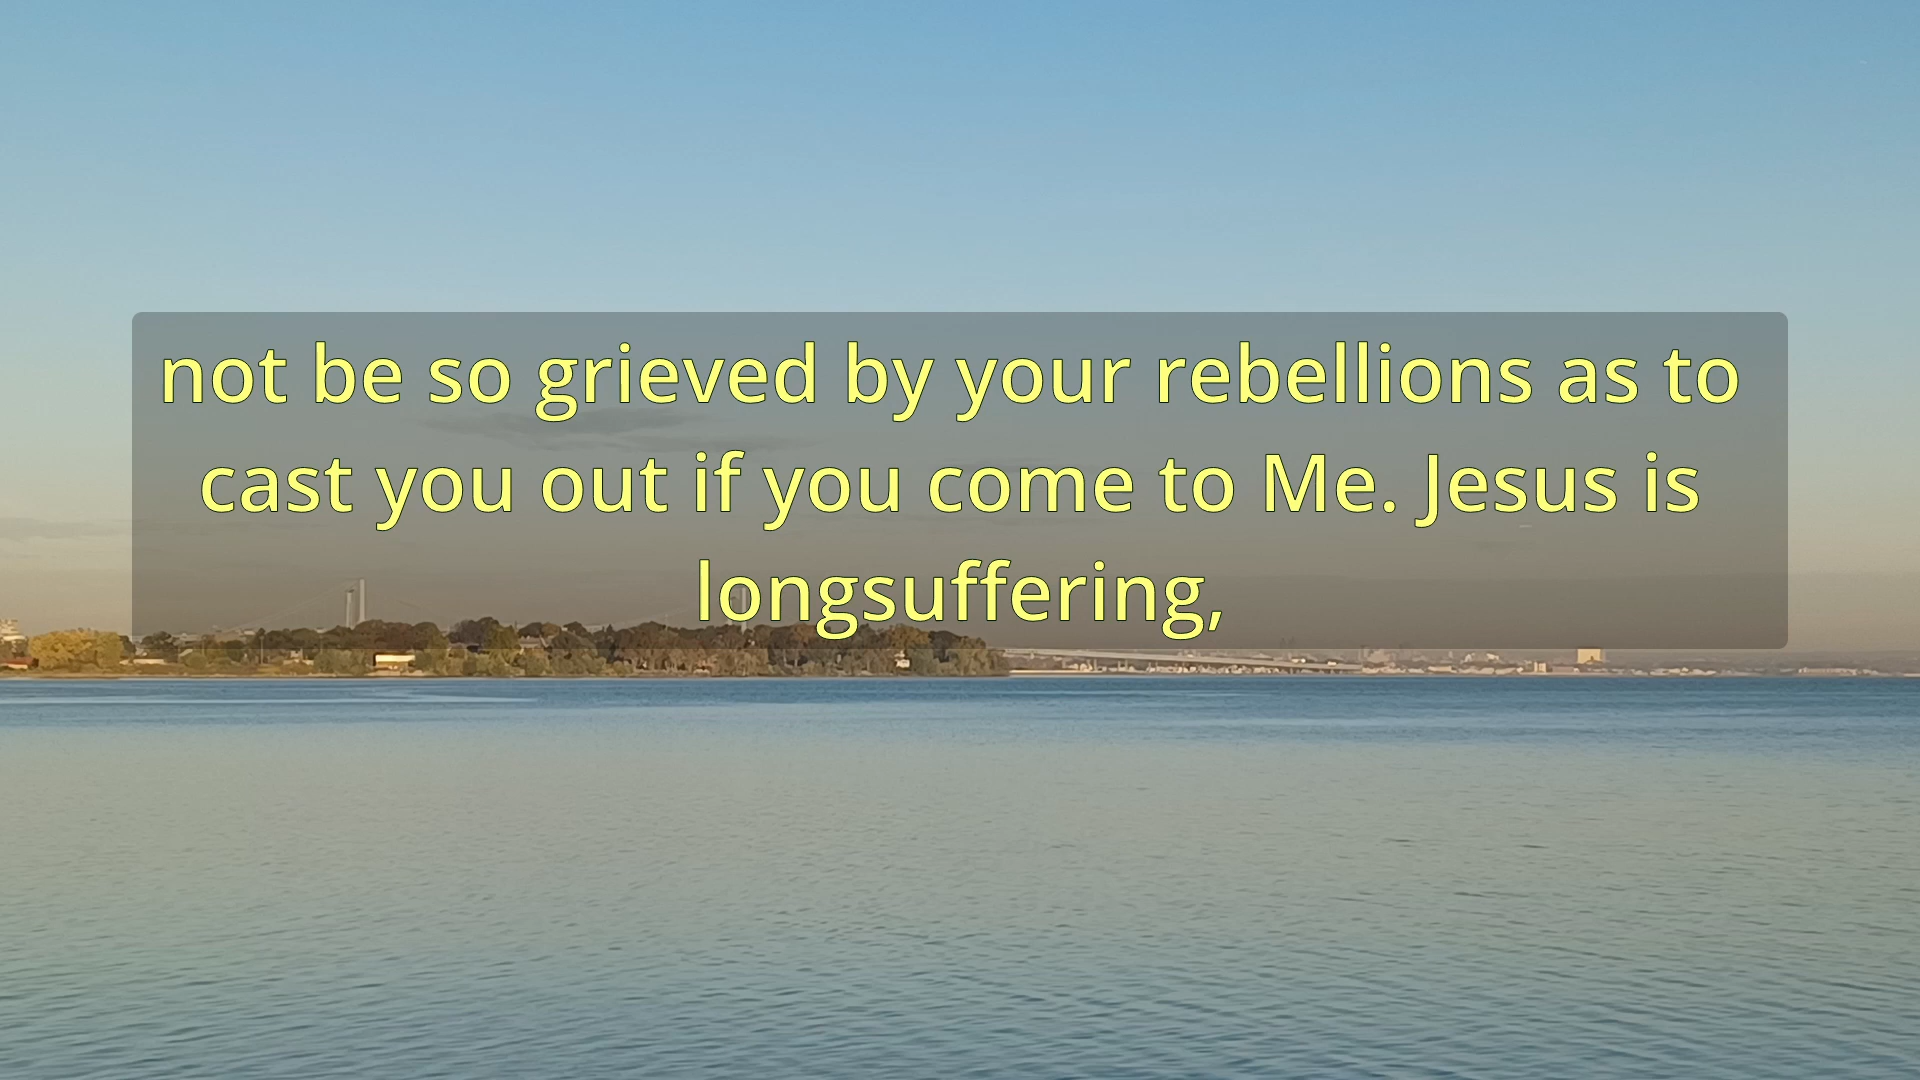 not be so grieved by your rebellions as to
cast you out if you come to Me. Jesus is
longsuffering,